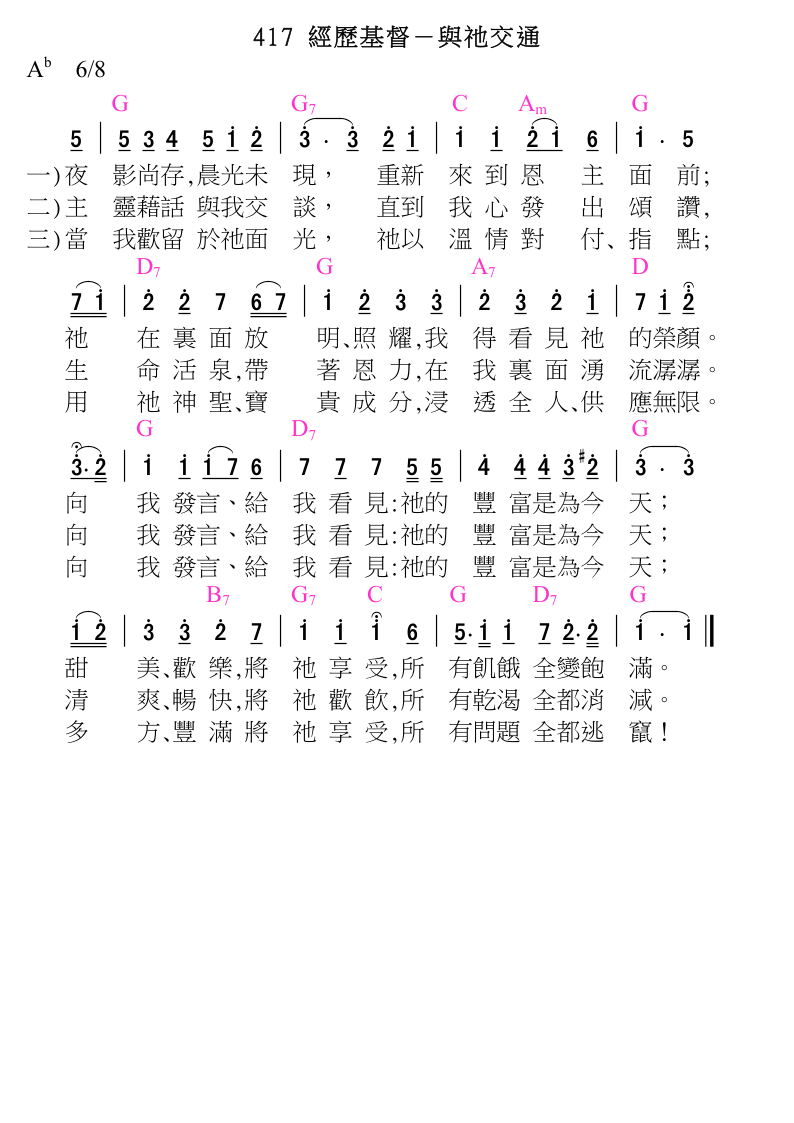 417 經歷基督－與祂交通
A♭ 6/8
G G7 C Am G
5 | 5 3 4 5 1 2 | 3 . 3 2 1 | 1 1 2 1 6 | 1 . 5
一)夜 影尚存,晨光未 現, 重新 來 到 恩 主 面 前;
二)主 靈藉話 與我交 談, 直到 我 心 發 出 頌 讚,
三)當 我歡留 於祂面 光, 祂以 溫 情 對 付、指 點;
D7 G A7 D
7 1 | 2 2 7 6 7 | 1 2 3 3 | 2 3 2 1 | 7 1 2
祂 在 裏 面 放 明、照 耀,我 得 看 見 祂 的榮顏。
生 命 活 泉,帶 著 恩 力,在 我 裏 面 湧 流潺潺。
用 祂 神 聖、寶 貴 成 分,浸 透 全 人、供 應無限。
G D7 G
3. 2 | 1 1 1 7 6 | 7 7 7 5 5 | 4 4 4 3 #2 | 3 . 3
向 我 發言、給 我 看 見:祂的 豐 富是為今 天;
向 我 發言、給 我 看 見:祂的 豐 富是為今 天;
向 我 發言、給 我 看 見:祂的 豐 富是為今 天;
B7 G7 C G D7 G
1 2 | 3 3 2 7 | 1 1 1 6 | 5. 1 1 7 2. 2 | 1 . 1 ‖
甜 美、歡 樂,將 祂 享 受,所 有飢餓 全變飽 滿。
清 爽、暢 快,將 祂 歡 飲,所 有乾渴 全都消 減。
多 方、豐 滿 將 祂 享 受,所 有問題 全都逃 竄！